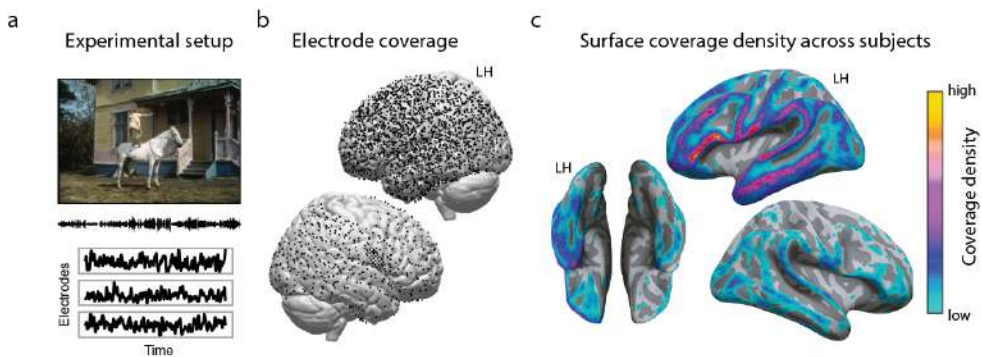 a
Experimental setup
Electrodes
Time
b
Electrode coverage
LH
c
Surface coverage density across subjects
LH
LH
high
Coverage density
low